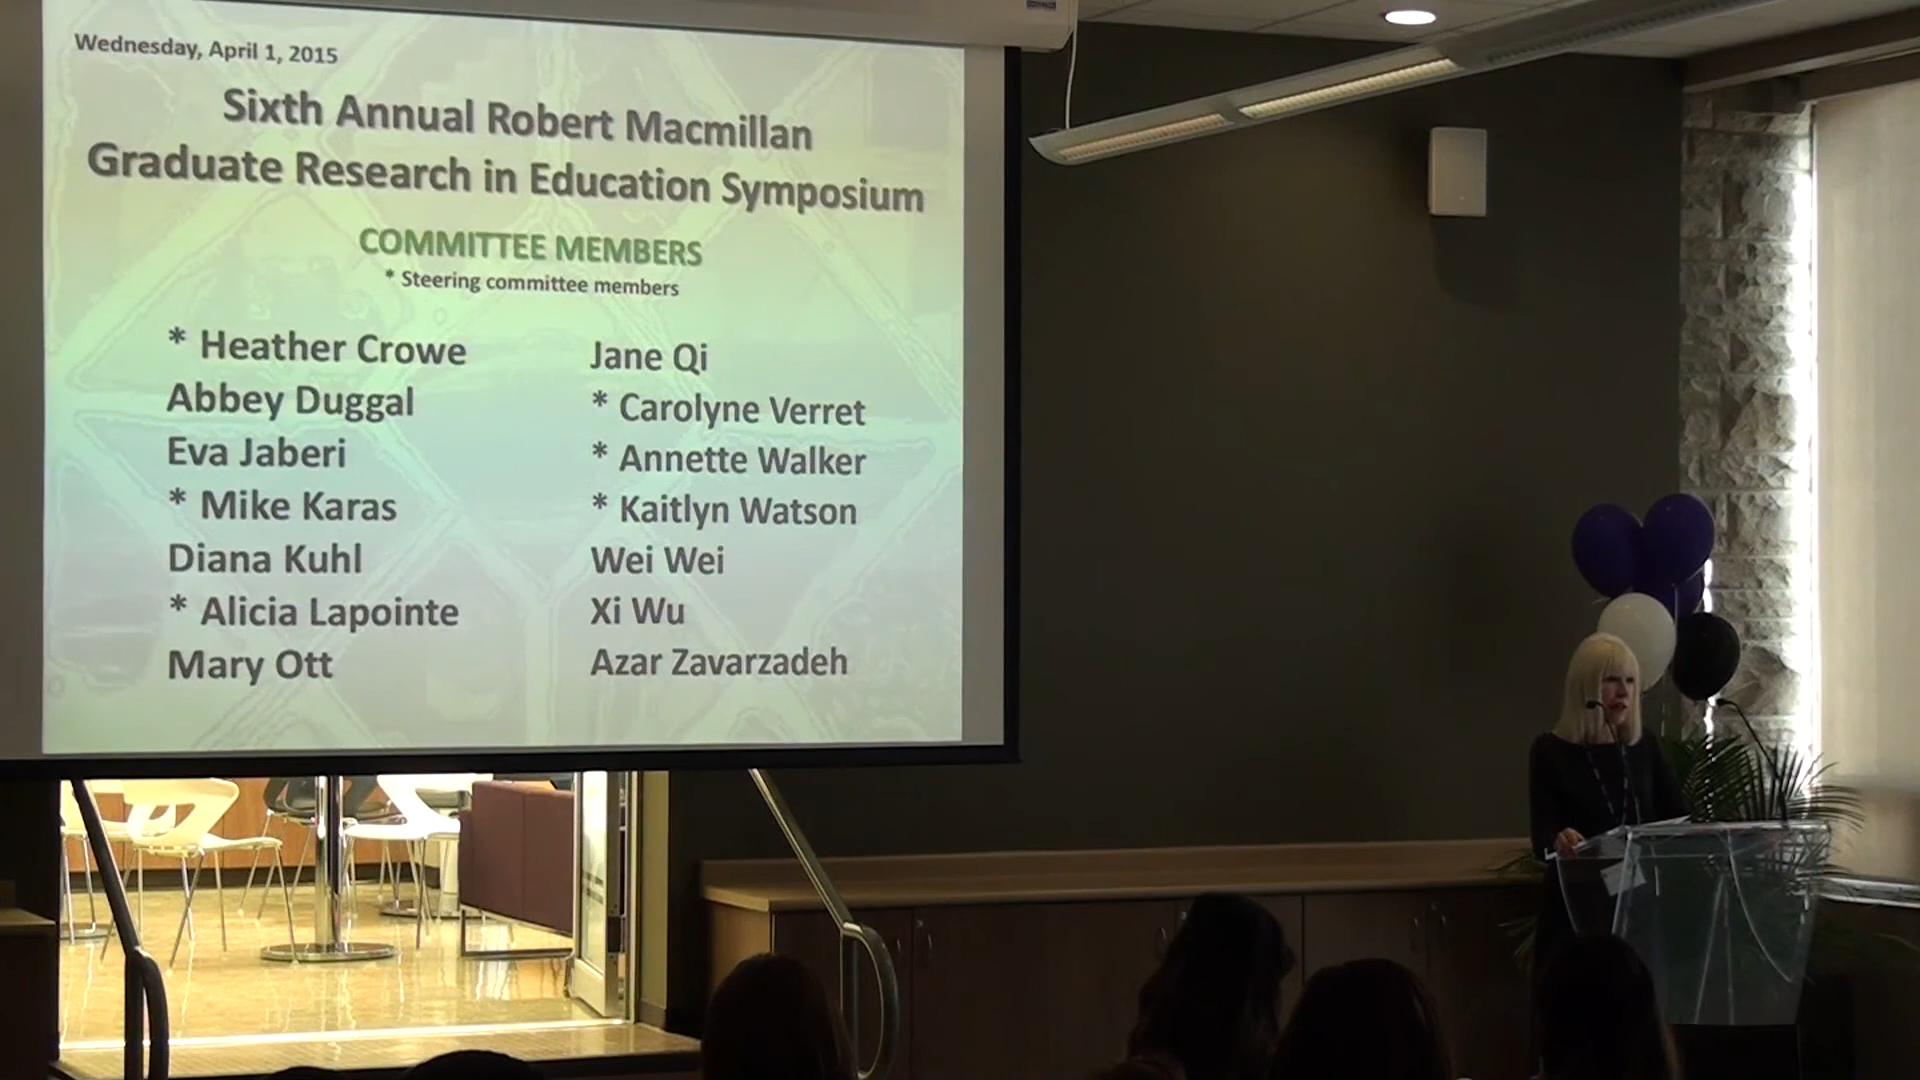 Wednesday, April 1, 2015
Sixth Annual Robert Macmillan
Graduate Research in Education Symposium
COMMITTEE MEMBERS
* Steering committee members
* Heather Crowe
Abbey Duggal
Eva Jaberi
* Mike Karas
Diana Kuhl
* Alicia Lapointe
Mary Ott
Jane Qi
* Carolyne Verret
* Annette Walker
* Kaitlyn Watson
Wei Wei
Xi Wu
Azar Zavarzadeh